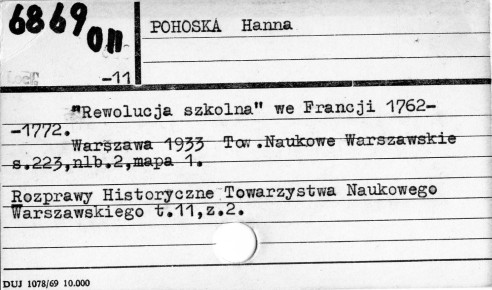 6869
On
-11
POHOSKA Hanna
"Rewolucja szkolna" we Francji 1762-
-1772.
Warszawa 1933 Tow.Naukowe Warszawskie
s.223,nlb.2,mapa 1.
Rozprawy Historyczne Towarzystwa Naukowego
Warszawskiego t.11,z.2.
DUJ 1078/69 10.000